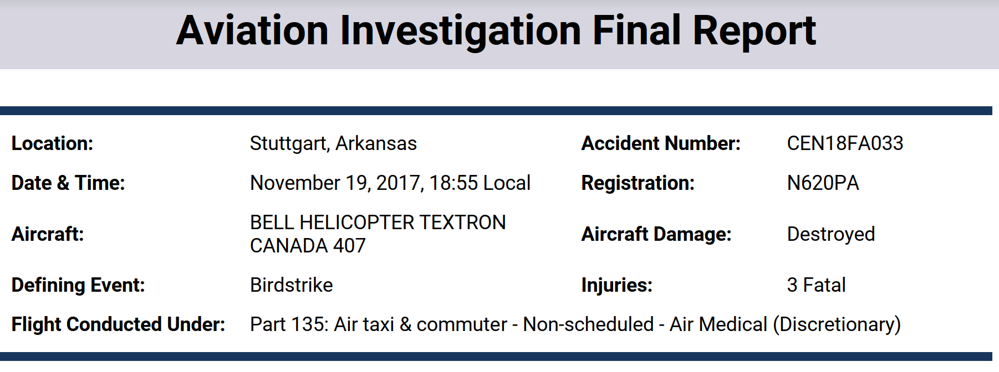 Aviation Investigation Final Report
Location: Stuttgart, Arkansas Accident Number: CEN18FA033
Date & Time: November 19, 2017, 18:55 Local Registration: N620PA
Aircraft: BELL HELICOPTER TEXTRON CANADA 407 Aircraft Damage: Destroyed
Defining Event: Birdstrike Injuries: 3 Fatal
Flight Conducted Under: Part 135: Air taxi & commuter - Non-scheduled - Air Medical (Discretionary)